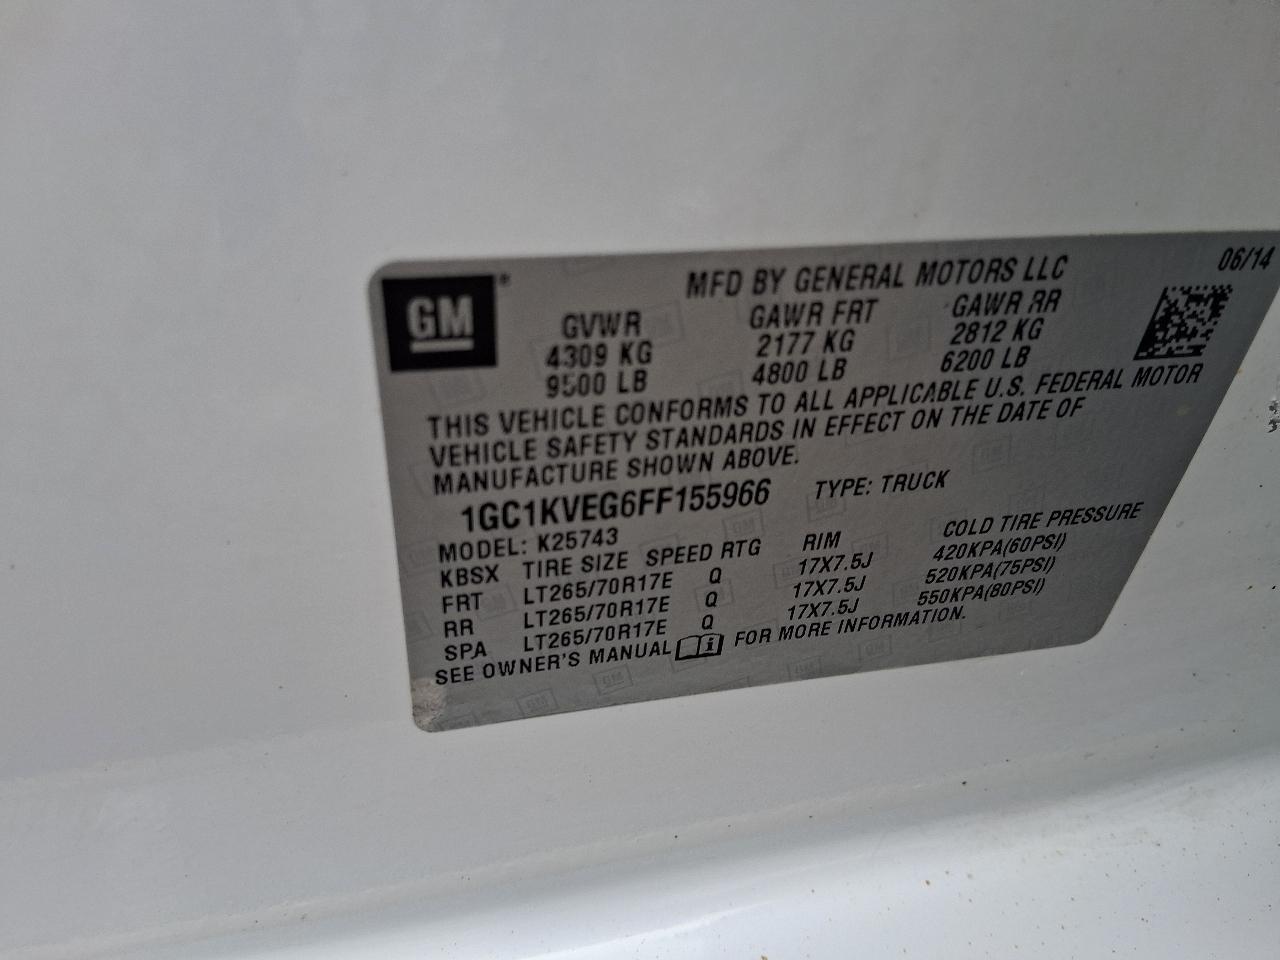 GM
MFD BY GENERAL MOTORS LLC 06/14
GVWR GAWR FRT GAWR RR
4309 KG 2177 KG 2812 KG
9500 LB 4800 LB 6200 LB
THIS VEHICLE CONFORMS TO ALL APPLICABLE U.S. FEDERAL MOTOR
VEHICLE SAFETY STANDARDS IN EFFECT ON THE DATE OF
MANUFACTURE SHOWN ABOVE.
1GC1KVEG6FF155966 TYPE: TRUCK
MODEL: K25743
KBSX TIRE SIZE SPEED RTG RIM COLD TIRE PRESSURE
FRT LT265/70R17E Q 17X7.5J 420KPA(60PSI)
RR LT265/70R17E Q 17X7.5J 520KPA(75PSI)
SPA LT265/70R17E Q 17X7.5J 550KPA(80PSI)
SEE OWNER'S MANUAL FOR MORE INFORMATION.